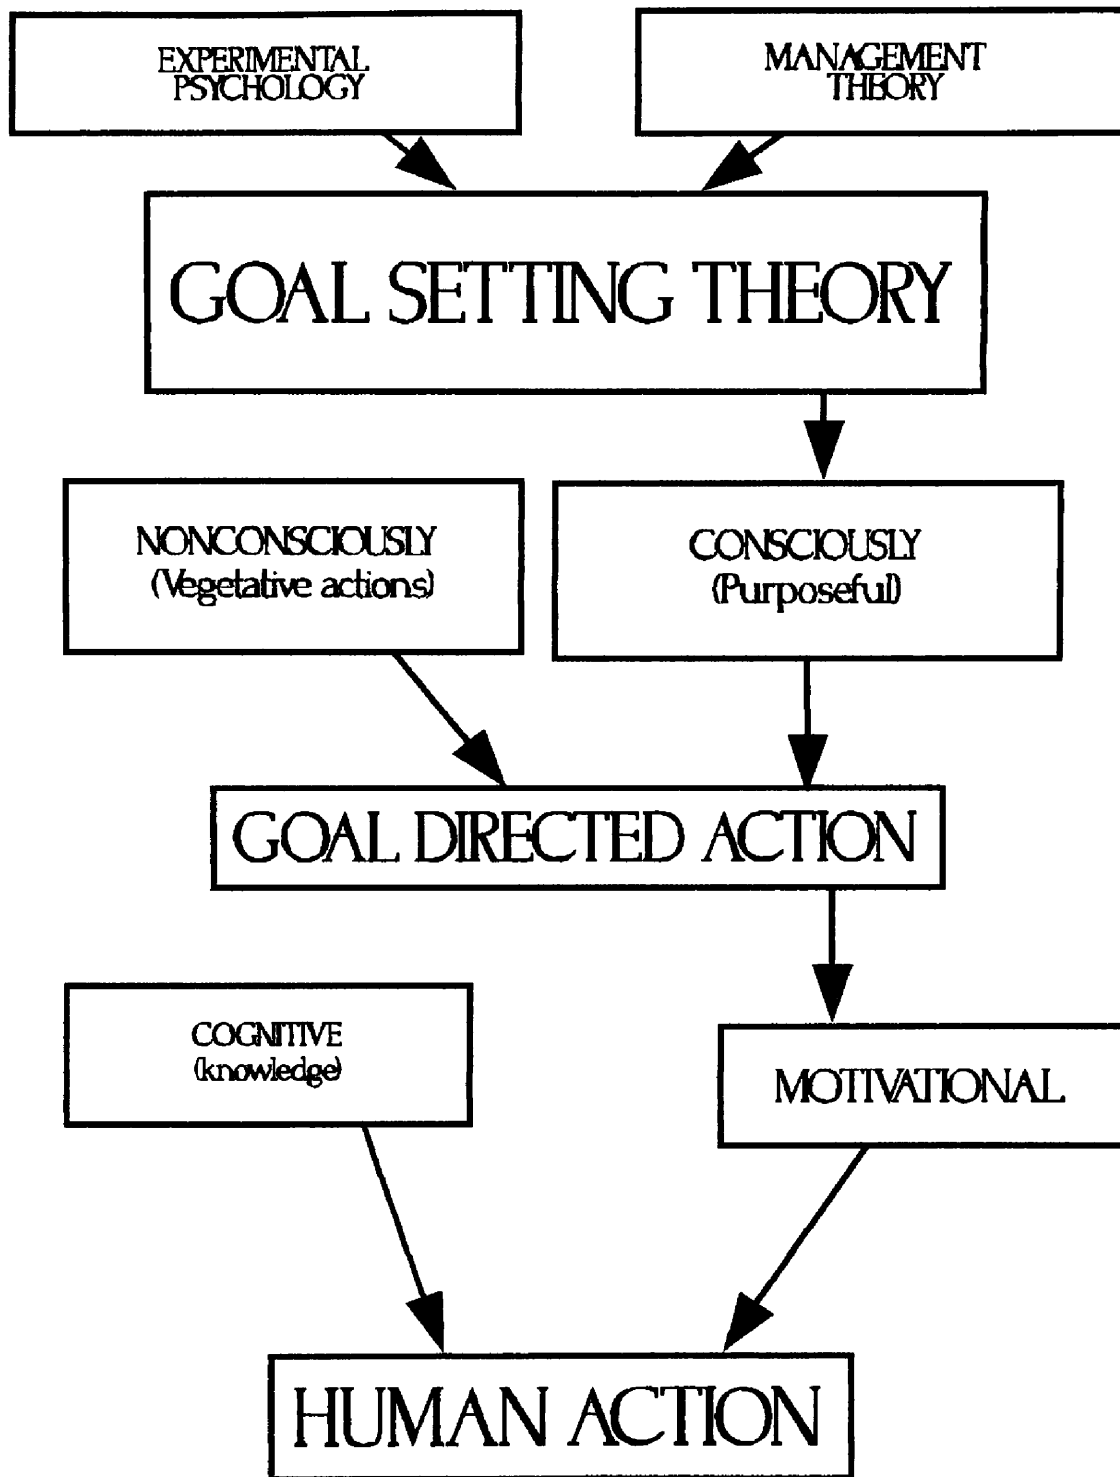 EXPERIMENTAL
PSYCHOLOGY
MANAGEMENT
THEORY
GOAL SETTING THEORY
NONCONSCIOUSLY
(Vegetative actions)
CONSCIOUSLY
(Purposeful)
GOAL DIRECTED ACTION
COGNITIVE
(knowledge)
MOTIVATIONAL
HUMAN ACTION